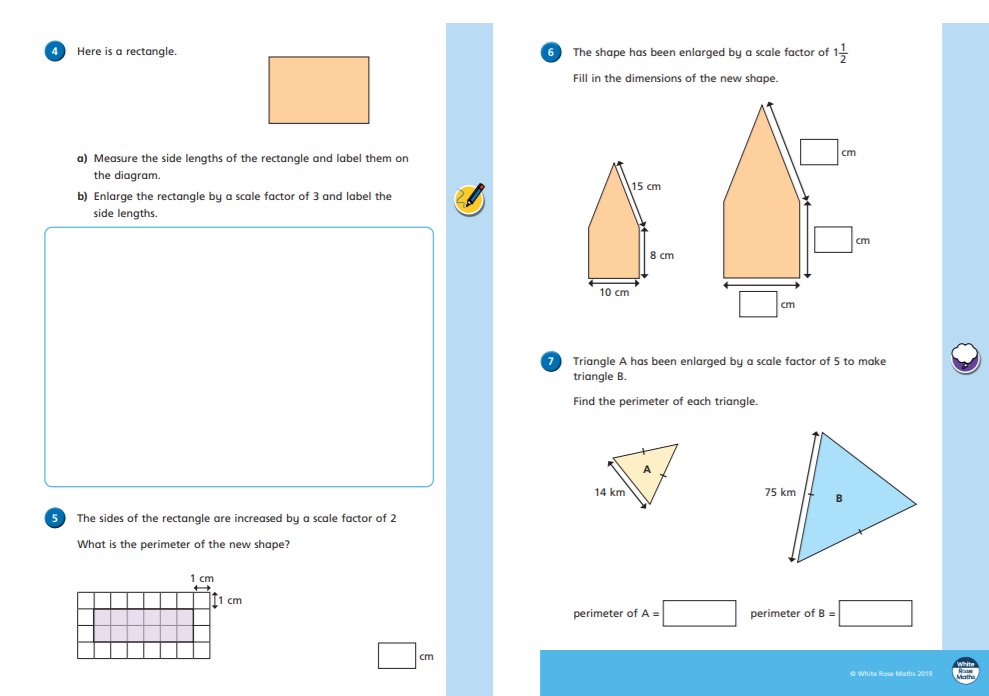 4 Here is a rectangle.
a) Measure the side lengths of the rectangle and label them on
the diagram.
b) Enlarge the rectangle by a scale factor of 3 and label the
side lengths.
5 The sides of the rectangle are increased by a scale factor of 2
What is the perimeter of the new shape?
1 cm
1 cm
cm
6 The shape has been enlarged by a scale factor of 1 1/2
Fill in the dimensions of the new shape.
15 cm
8 cm
10 cm
cm
cm
cm
7 Triangle A has been enlarged by a scale factor of 5 to make
triangle B.
Find the perimeter of each triangle.
A
14 km
75 km
B
perimeter of A =
perimeter of B =
© White Rose Maths 2019
White
Rose
Maths